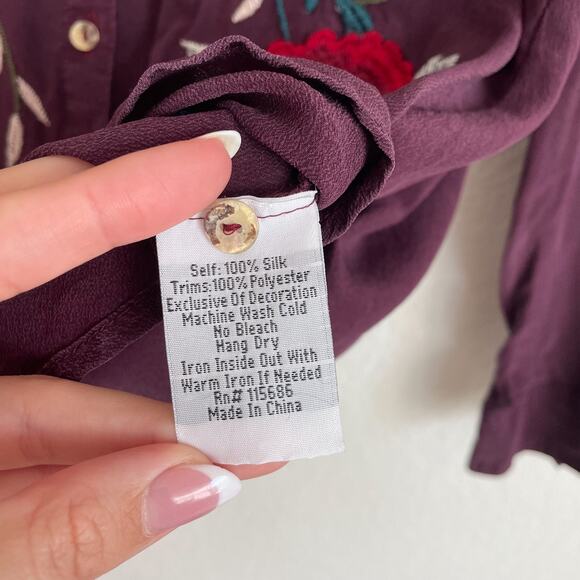 Self: 100% Silk
Trims:100% Polyester
Exclusive Of Decoration
Machine Wash Cold
No Bleach
Hang Dry
Iron Inside Out With
Warm Iron If Needed
Rn# 115686
Made In China